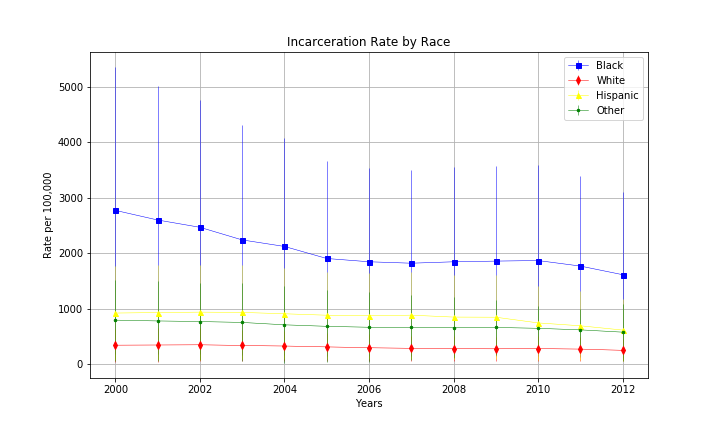 Incarceration Rate by Race
Black
White
Hispanic
Other
Rate per 100,000
5000
4000
3000
2000
1000
0
2000 2002 2004 2006 2008 2010 2012
Years